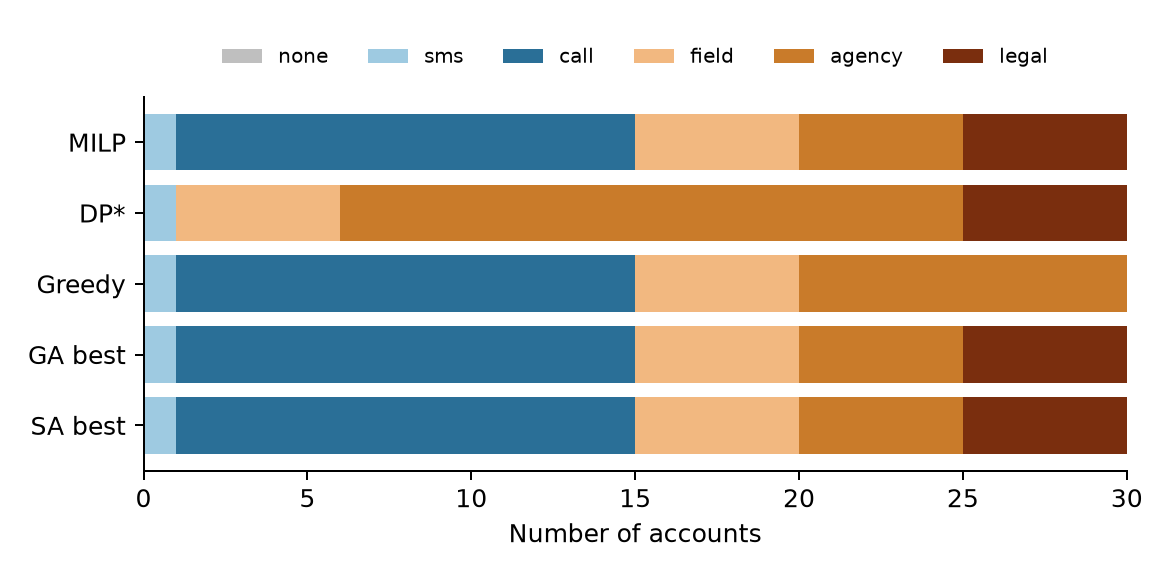 none sms call field agency legal
MILP
DP*
Greedy
GA best
SA best
0 5 10 15 20 25 30
Number of accounts